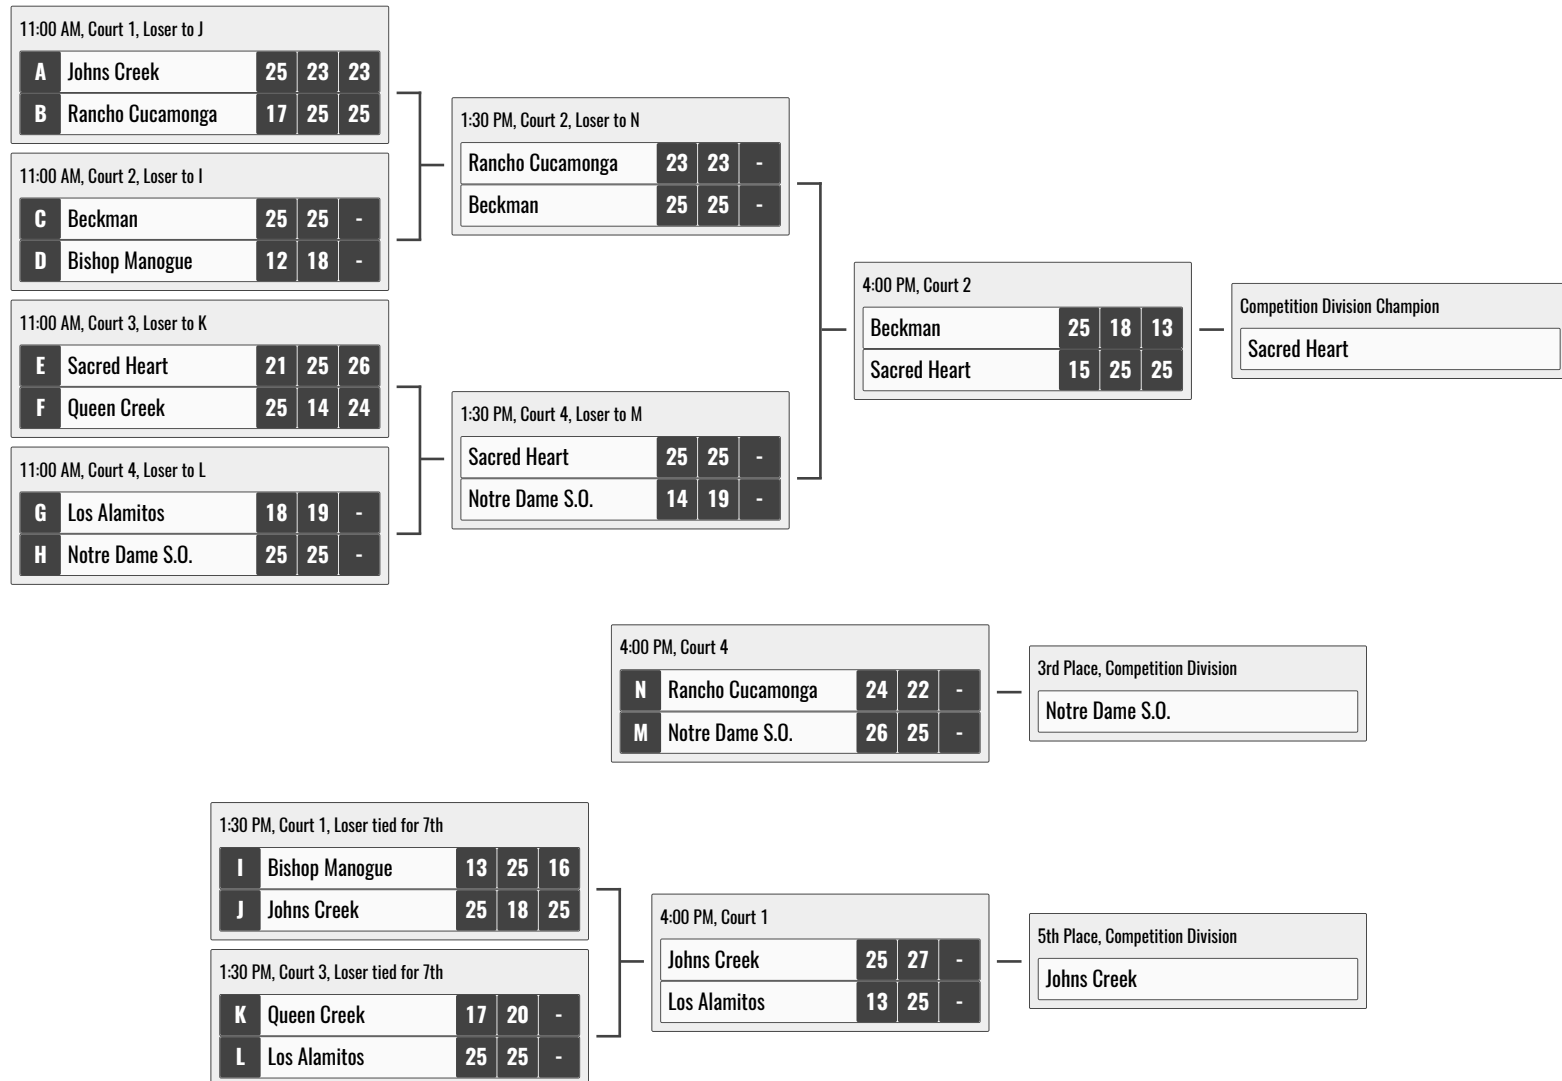 11:00 AM, Court 1, Loser to J
A Johns Creek 25 23 23
B Rancho Cucamonga 17 25 25
11:00 AM, Court 2, Loser to I
C Beckman 25 25 -
D Bishop Manogue 12 18 -
11:00 AM, Court 3, Loser to K
E Sacred Heart 21 25 26
F Queen Creek 25 14 24
11:00 AM, Court 4, Loser to L
G Los Alamitos 18 19 -
H Notre Dame S.O. 25 25 -
1:30 PM, Court 2, Loser to N
Rancho Cucamonga 23 23 -
Beckman 25 25 -
1:30 PM, Court 4, Loser to M
Sacred Heart 25 25 -
Notre Dame S.O. 14 19 -
4:00 PM, Court 2
Beckman 25 18 13
Sacred Heart 15 25 25
Competition Division Champion
Sacred Heart
4:00 PM, Court 4
N Rancho Cucamonga 24 22 -
M Notre Dame S.O. 26 25 -
3rd Place, Competition Division
Notre Dame S.O.
1:30 PM, Court 1, Loser tied for 7th
I Bishop Manogue 13 25 16
J Johns Creek 25 18 25
1:30 PM, Court 3, Loser tied for 7th
K Queen Creek 17 20 -
L Los Alamitos 25 25 -
4:00 PM, Court 1
Johns Creek 25 27 -
Los Alamitos 13 25 -
5th Place, Competition Division
Johns Creek